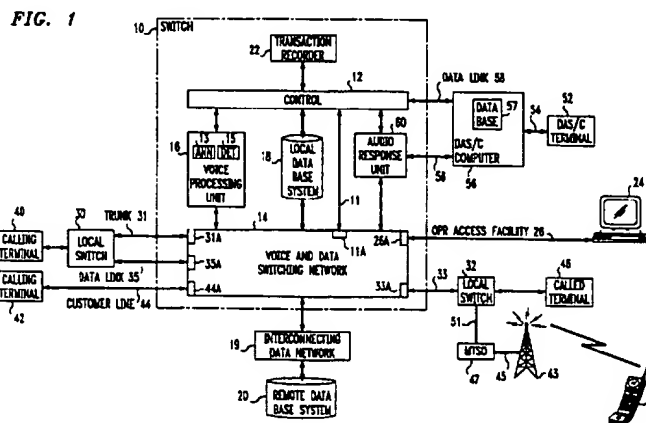 FIG. 1
10
SWITCH
22
TRANSACTION
RECORDER
12
CONTROL
DATA LINK 58
DATA
BASE
57
54
52
DAS/C
TERMINAL
DAS/C
COMPUTER
56
58
60
AUDIO
RESPONSE
UNIT
16
13
15
ANN
DET
VOICE
PROCESSING
UNIT
18
LOCAL
DATA
BASE
SYSTEM
11
11A
14
VOICE AND DATA
SWITCHING NETWORK
31A
35A
44A
26A
33A
24
OPR ACCESS FACILITY 26
40
CALLING
TERMINAL
LOCAL
SWITCH
TRUNK 31
DATA LINK 35
CALLING
TERMINAL
42
CUSTOMER LINE 44
33
32
LOCAL
SWITCH
46
CALLED
TERMINAL
51
MTSO
47
45
43
19
INTERCONNECTING
DATA NETWORK
20
REMOTE DATA
BASE SYSTEM